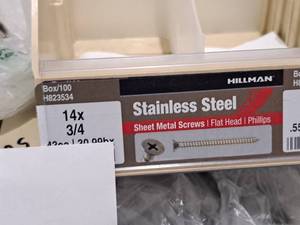 Box/100
H823534
HILLMAN
14x
3/4
Stainless Steel
Sheet Metal Screws | Flat Head | Phillips